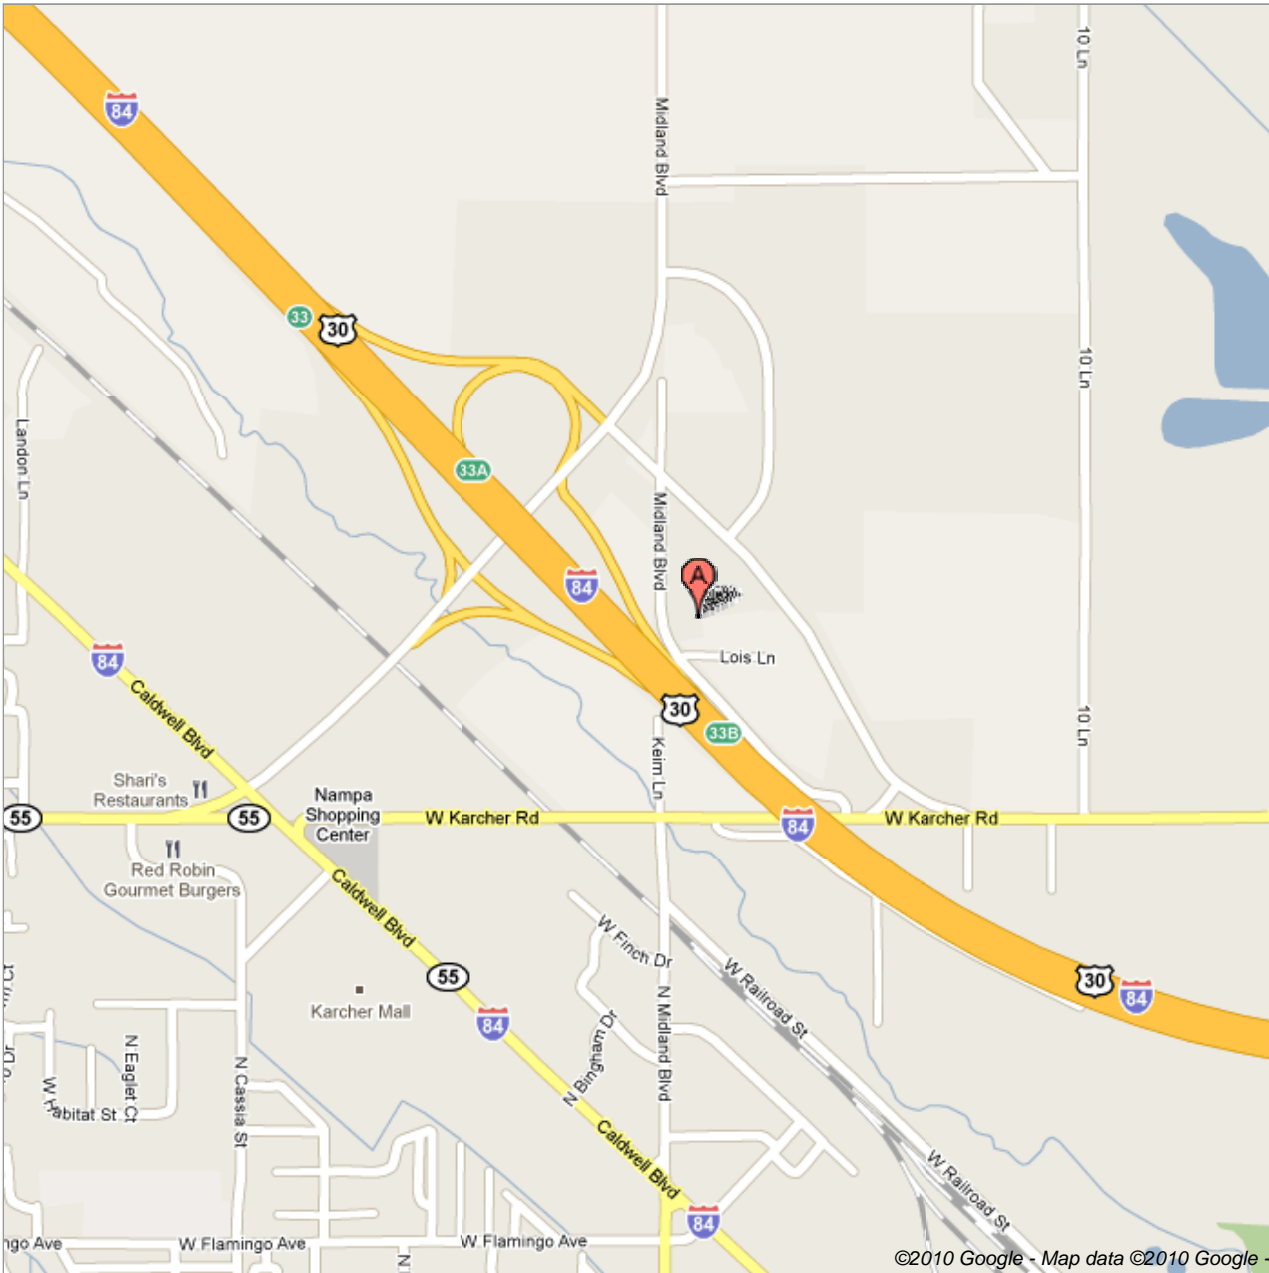 10 Ln
84
Midland Blvd
33
30
10 Ln
Landon Ln
33A
Midland Blvd
A
84
Lois Ln
84
30
33B
Caldwell Blvd
Keim Ln
10 Ln
Shari's
Restaurants
Nampa
Shopping
Center
55
55
W Karcher Rd
84
W Karcher Rd
Red Robin
Gourmet Burgers
Caldwell Blvd
W Finch Dr
55
W Railroad St
30
84
Karcher Mall
84
N Midland Blvd
N Bingham Dr
N Eaglet Ct
N Cassia St
W Habitat St
Caldwell Blvd
W Railroad St
84
ngo Ave
W Flamingo Ave
W Flamingo Ave
N
©2010 Google - Map data ©2010 Google -